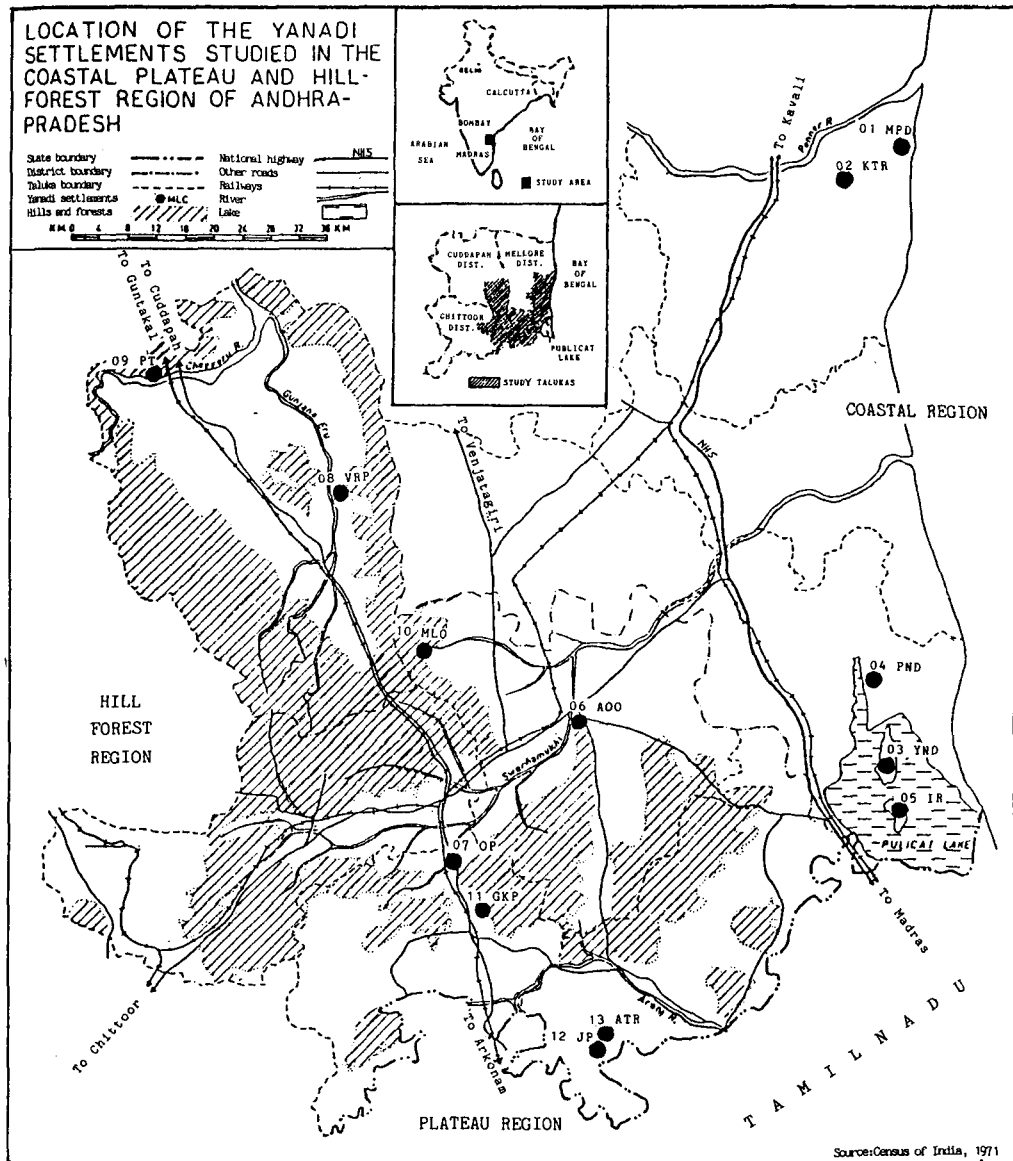 LOCATION OF THE YANADI
SETTLEMENTS STUDIED IN THE
COASTAL PLATEAU AND HILL-
FOREST REGION OF ANDHRA-
PRADESH
State boundary
District boundary
Taluka boundary
Yanadi settlements
MLC
Hills and forests
National highway
NH5
Other roads
Railways
River
Lake
KM 0 4 8 12 16 20 24 28 32 36 KM
DELHI
CALCUTTA
BOMBAY
ARABIAN
SEA
MADRAS
BAY
OF
BENGAL
STUDY AREA
CUDDAPAH
DIST.
NELLORE
DIST.
BAY
OF
BENGAL
CHITTOOR
DIST.
PUBLICAT
LAKE
STUDY TALUKAS
To Kavali
Penner R.
01 MPD
02 KTR
To Cuddapah
To Guntakal
09 PT
Cheyyeru R.
Gunjana Eru
08 VRP
To Venjatagiri
NH5
COASTAL REGION
10 MLO
04 PND
HILL
FOREST
REGION
06 AOO
Swarnamukhi
03 YND
05 IR
PULICAT LAKE
07 OP
11 GKP
To Madras
To Chittoor
Arani R.
13 ATR
12 JP
To Arkonam
TAMILNADU
PLATEAU REGION
Source:Census of India, 1971